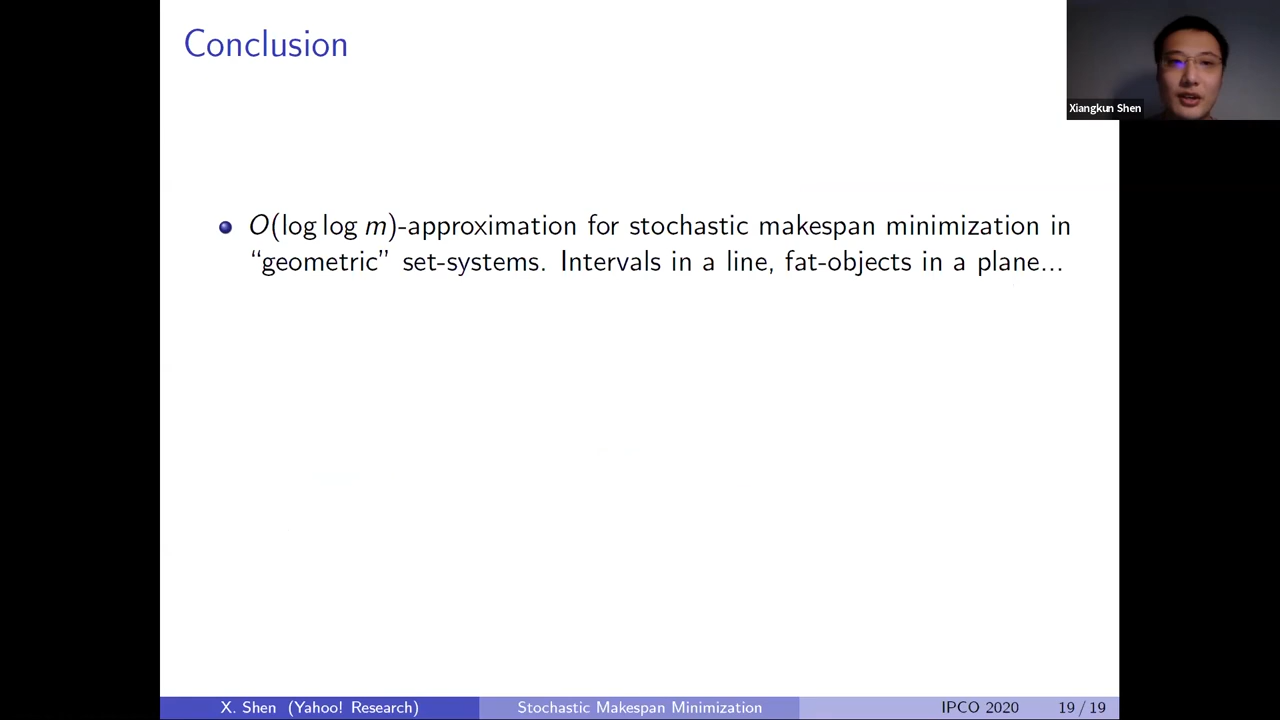 Conclusion
Xiangkun Shen
O(log log m)-approximation for stochastic makespan minimization in
“geometric” set-systems. Intervals in a line, fat-objects in a plane...
X. Shen (Yahoo! Research)
Stochastic Makespan Minimization
IPCO 2020
19 / 19